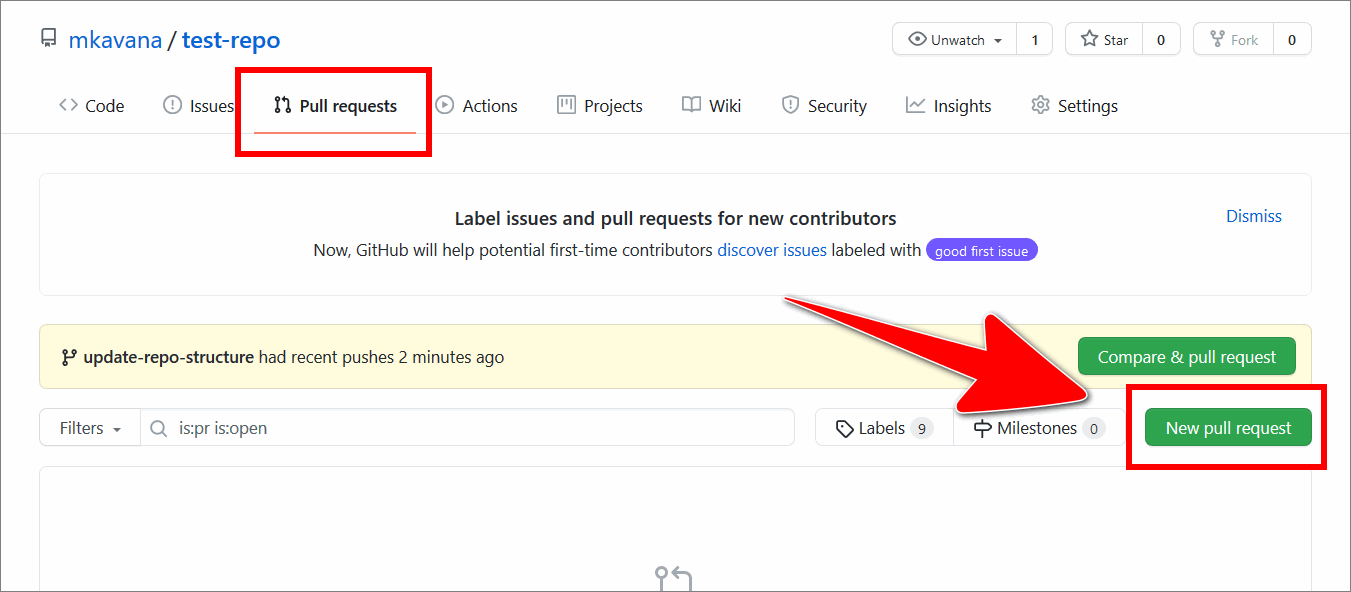 mkavana / test-repo
Unwatch 1 Star 0 Fork 0
Code Issues Pull requests Actions Projects Wiki Security Insights Settings
Label issues and pull requests for new contributors
Dismiss
Now, GitHub will help potential first-time contributors discover issues labeled with good first issue
update-repo-structure had recent pushes 2 minutes ago
Compare & pull request
Filters is:pr is:open Labels 9 Milestones 0 New pull request